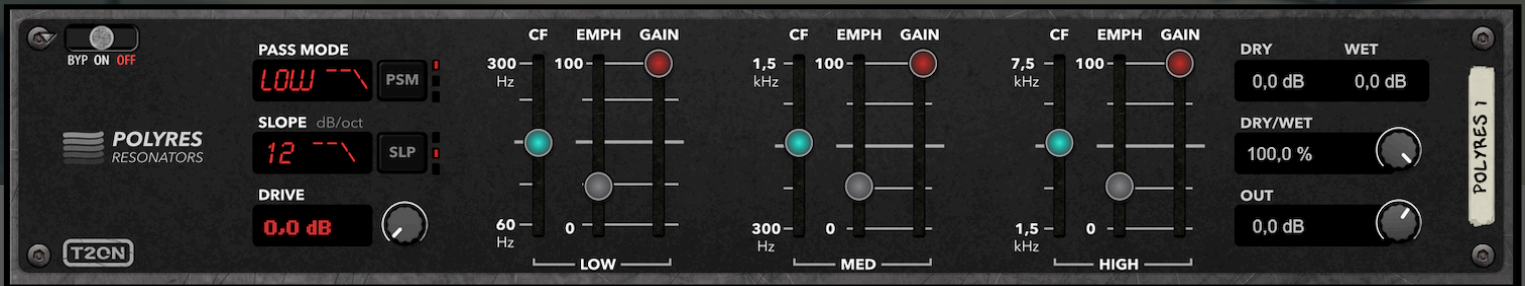 BYP ON OFF
POLYRES
RESONATORS
T2ON
PASS MODE
LOW
PSM
SLOPE dB/oct
12
SLP
DRIVE
0,0 dB
CF EMPH GAIN
300 Hz 100
60 Hz 0
LOW
CF EMPH GAIN
1,5 kHz 100
300 Hz 0
MED
CF EMPH GAIN
7,5 kHz 100
1,5 kHz 0
HIGH
DRY WET
0,0 dB 0,0 dB
DRY/WET
100,0 %
OUT
0,0 dB
POLYRES 1